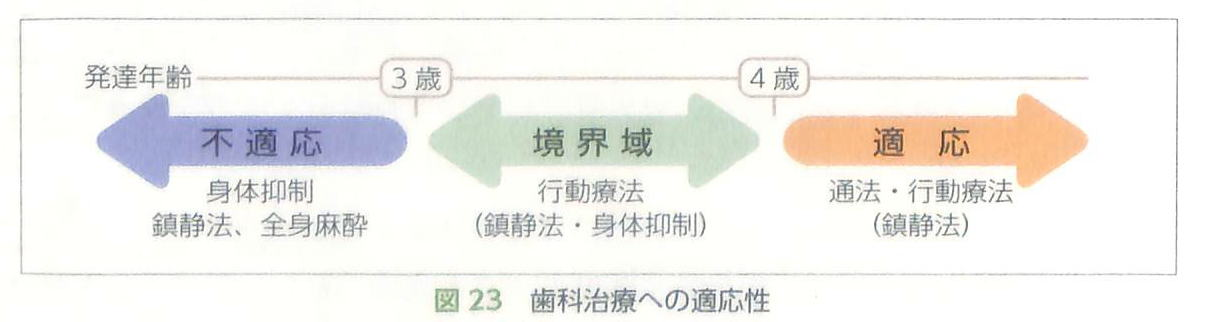 発達年齢 3歳 4歳
不適応 境界域 適応
身体抑制 行動療法 通法・行動療法
鎮静法、全身麻酔 (鎮静法・身体抑制) (鎮静法)
図23 歯科治療への適応性